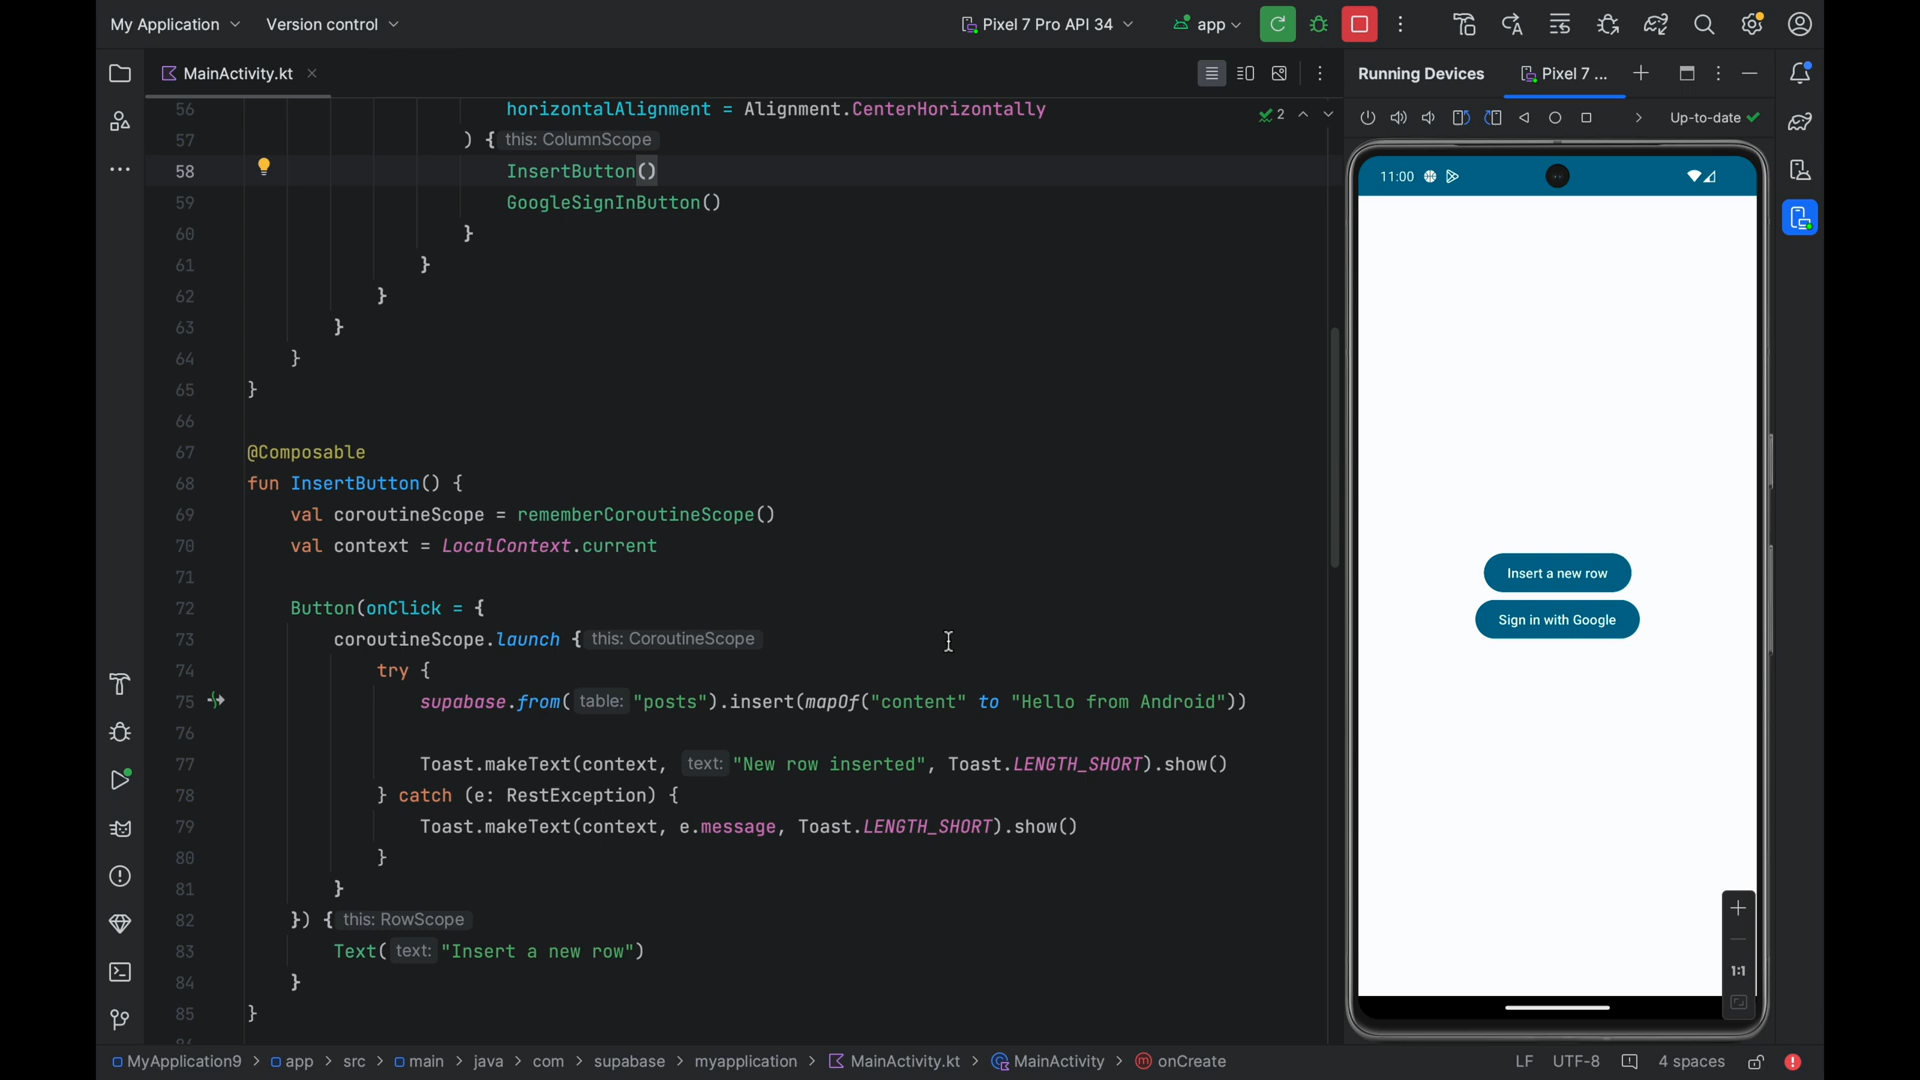 My Application
Version control
Pixel 7 Pro API 34
app
MainActivity.kt
Running Devices
Pixel 7 ...
2
Up-to-date
56 horizontalAlignment = Alignment.CenterHorizontally
57 ) { this: ColumnScope
58 InsertButton()
59 GoogleSignInButton()
60 }
61 }
62 }
63 }
64 }
65 }
66
67 @Composable
68 fun InsertButton() {
69 val coroutineScope = rememberCoroutineScope()
70 val context = LocalContext.current
71
72 Button(onClick = {
73 coroutineScope.launch { this: CoroutineScope
74 try {
75 supabase.from( table: "posts").insert(mapOf("content" to "Hello from Android"))
76
77 Toast.makeText(context, text: "New row inserted", Toast.LENGTH_SHORT).show()
78 } catch (e: RestException) {
79 Toast.makeText(context, e.message, Toast.LENGTH_SHORT).show()
80 }
81 }
82 }) { this: RowScope
83 Text( text: "Insert a new row")
84 }
85 }
11:00
Insert a new row
Sign in with Google
1:1
MyApplication9 > app > src > main > java > com > supabase > myapplication > MainActivity.kt > MainActivity > onCreate
LF
UTF-8
4 spaces